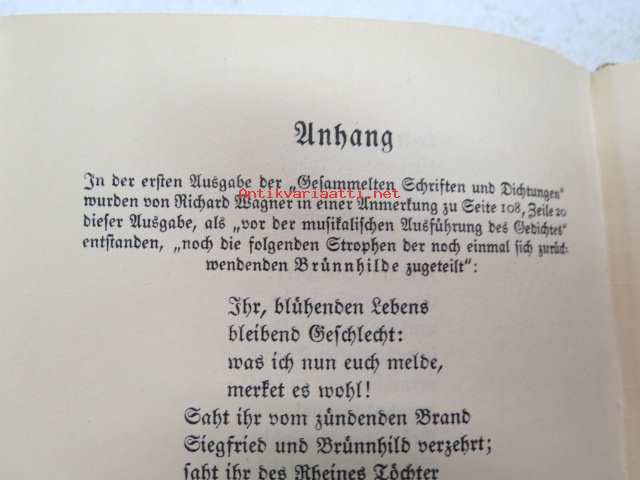 Anhang
In der ersten Ausgabe der „Gesammelten Schriften und Dichtungen“
Antikvariaatti.net
wurden von Richard Wagner in einer Anmerkung zu Seite 108, Zeile 20
dieser Ausgabe, als „vor der musikalischen Ausführung des Gedichtes“
entstanden, „noch die folgenden Strophen der noch einmal sich zurück-
wendenden Brünnhilde zugeteilt“:
Ihr, blühenden Lebens
bleibend Geschlecht:
was ich nun euch melde,
merket es wohl!
Saht ihr vom zündenden Brand
Siegfried und Brünnhild verzehrt;
saht ihr des Rheines Töchter